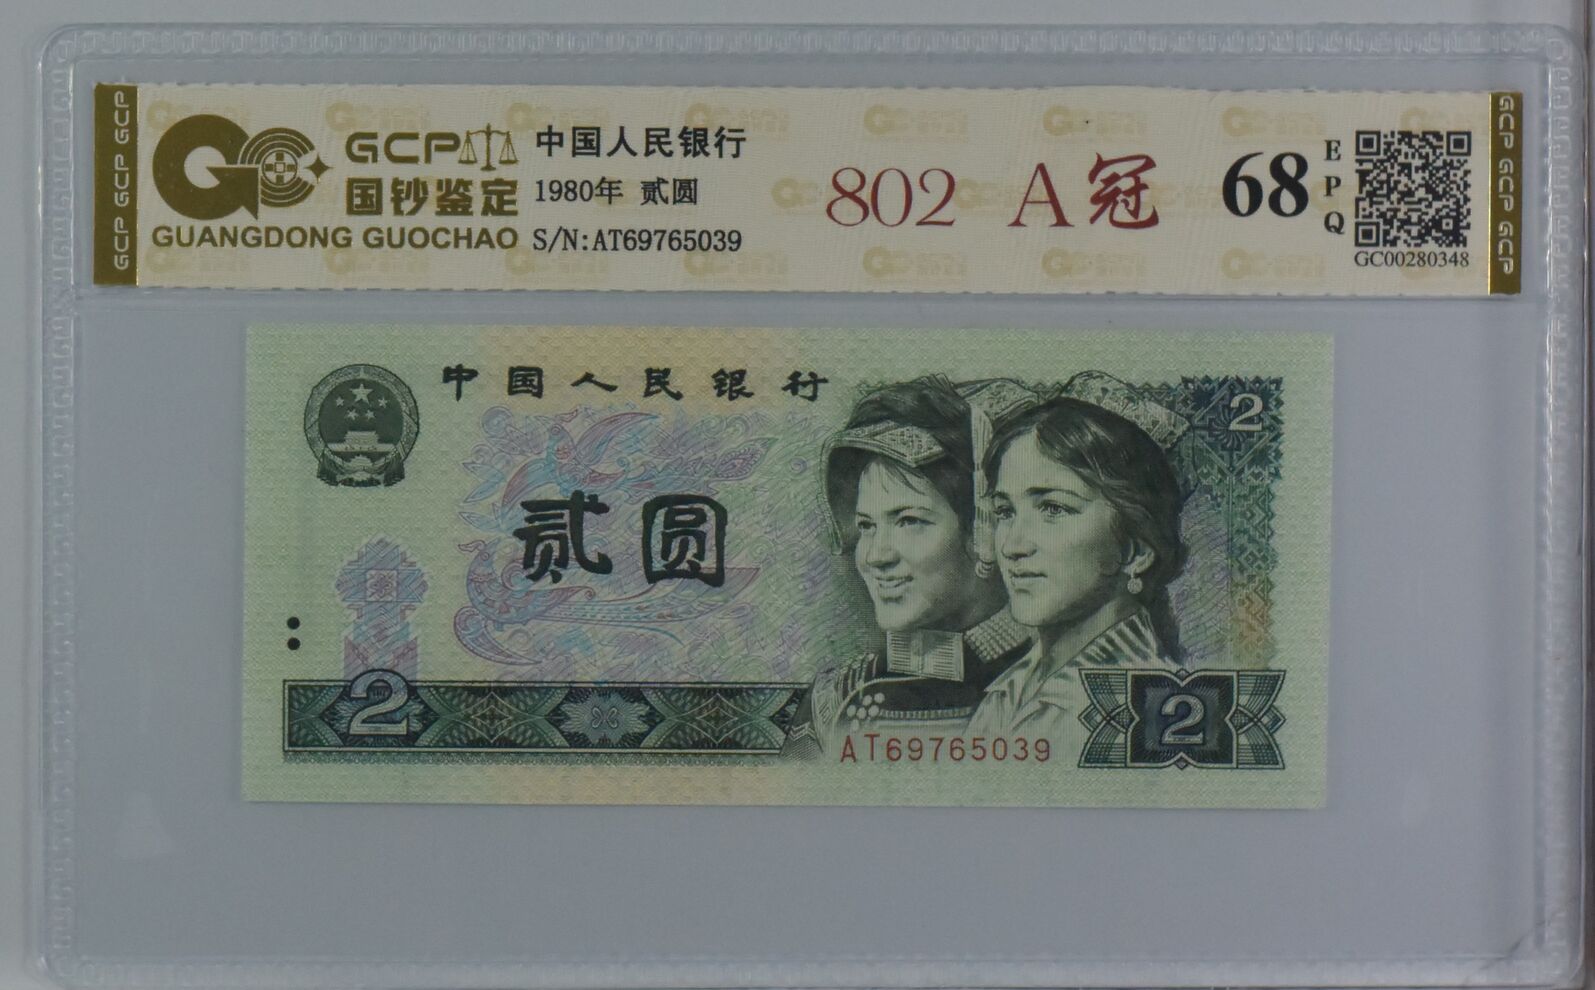 GCP GCP GCP
GCP
国钞鉴定
GUANGDONG GUOCHAO
中国人民银行
1980年 贰圆
S/N:AT69765039
802 A冠
68
EPQ
GC00280348
GCP GCP GCP
中国人民银行
贰圆
2
2
2
AT69765039